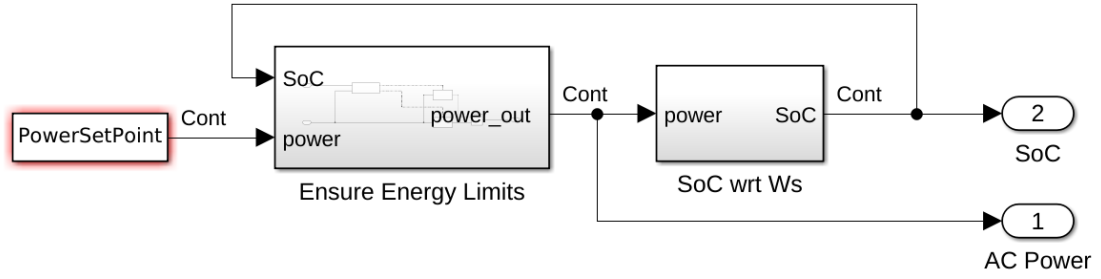 SoC
Cont
PowerSetPoint
power
power_out
Ensure Energy Limits
Cont
power
SoC
SoC wrt Ws
Cont
2
SoC
1
AC Power